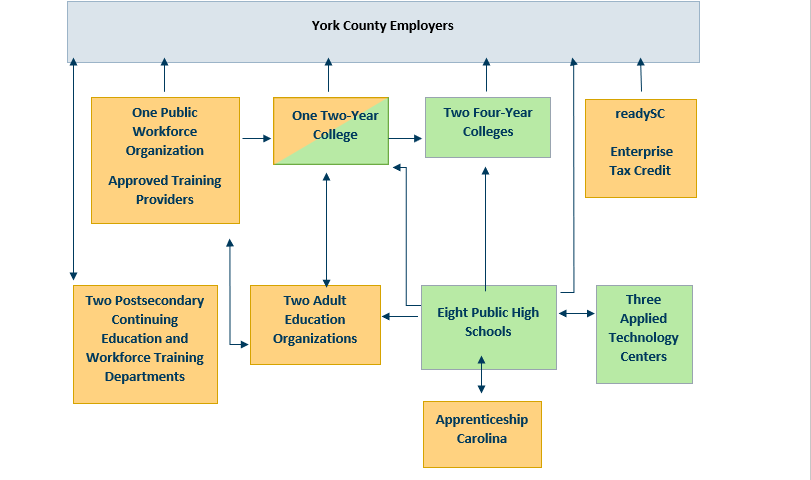 York County Employers
One Public
Workforce
Organization
Approved Training
Providers
One Two-Year
College
Two Four-Year
Colleges
readySC
Enterprise
Tax Credit
Two Postsecondary
Continuing
Education and
Workforce Training
Departments
Two Adult
Education
Organizations
Eight Public High
Schools
Three
Applied
Technology
Centers
Apprenticeship
Carolina